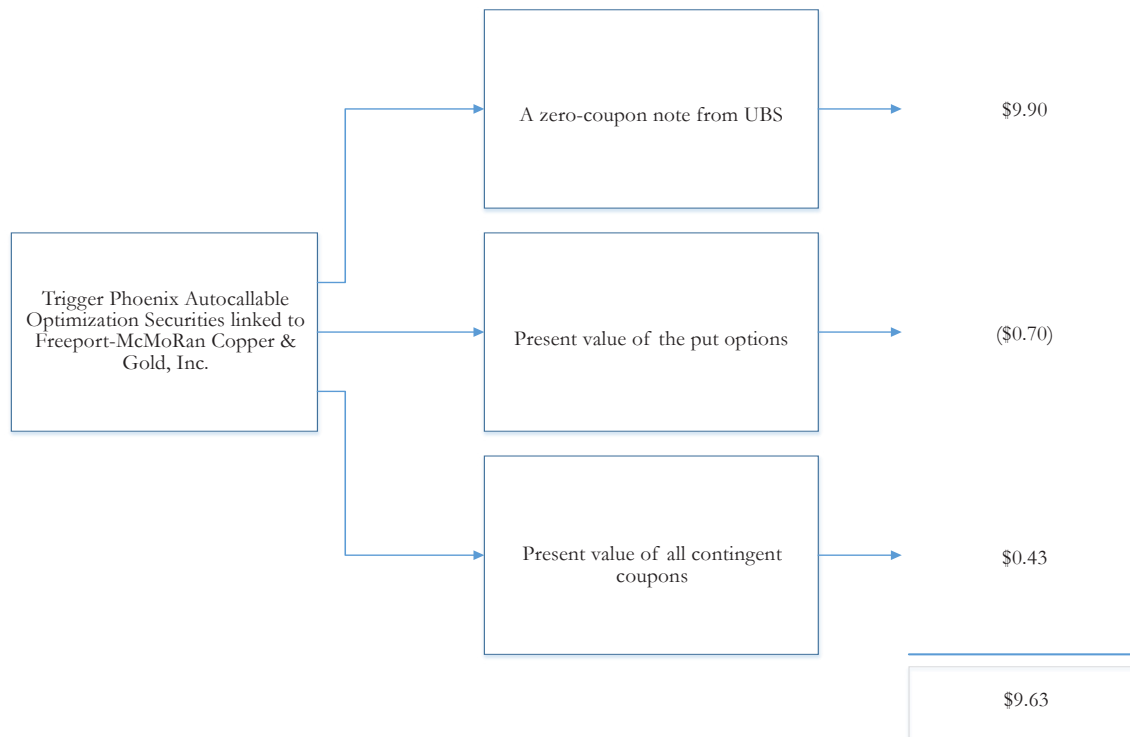 A zero-coupon note from UBS
$9.90
Trigger Phoenix Autocallable
Optimization Securities linked to
Freeport-McMoRan Copper &
Gold, Inc.
Present value of the put options
($0.70)
Present value of all contingent
coupons
$0.43
$9.63